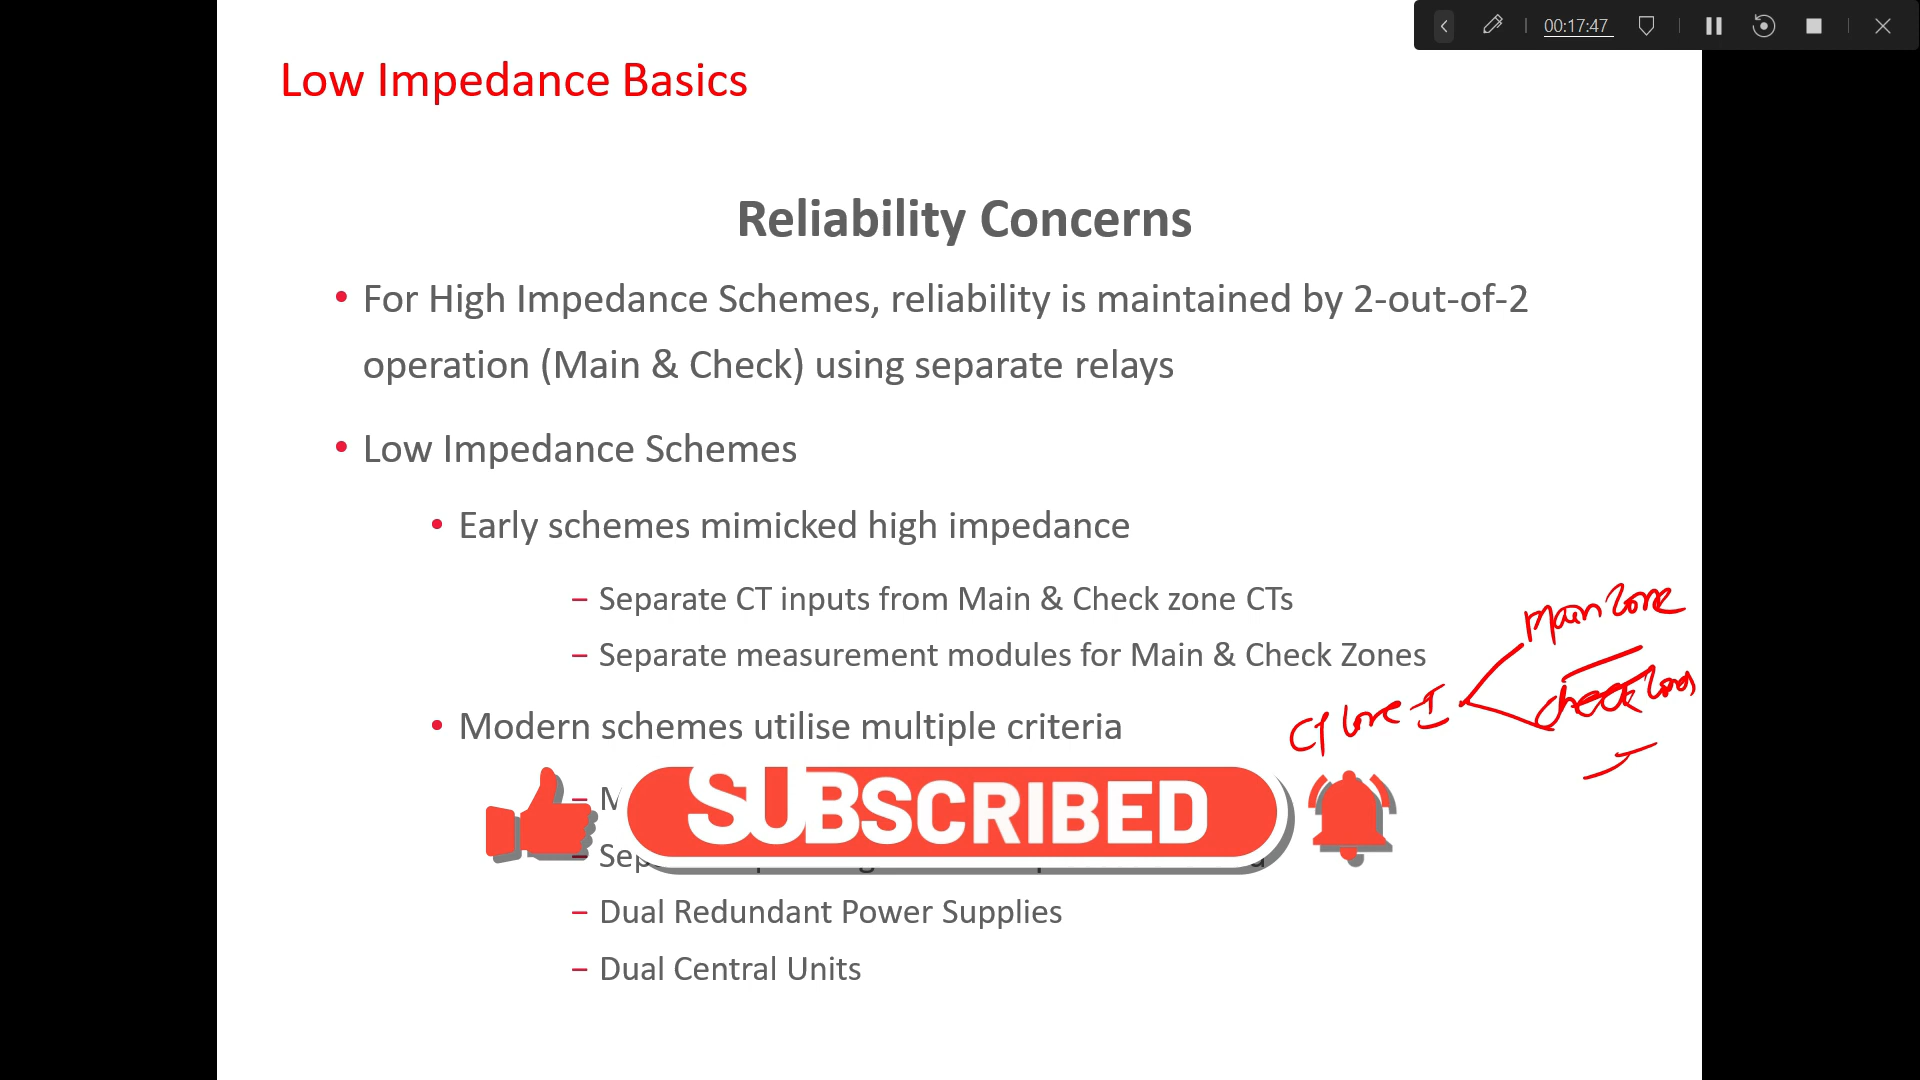 00:17:47
Low Impedance Basics
Reliability Concerns
• For High Impedance Schemes, reliability is maintained by 2-out-of-2
operation (Main & Check) using separate relays
• Low Impedance Schemes
• Early schemes mimicked high impedance
– Separate CT inputs from Main & Check zone CTs
– Separate measurement modules for Main & Check Zones
Main Zone
Check
CT Core - I
• Modern schemes utilise multiple criteria
SUBSCRIBED
– Dual Redundant Power Supplies
– Dual Central Units